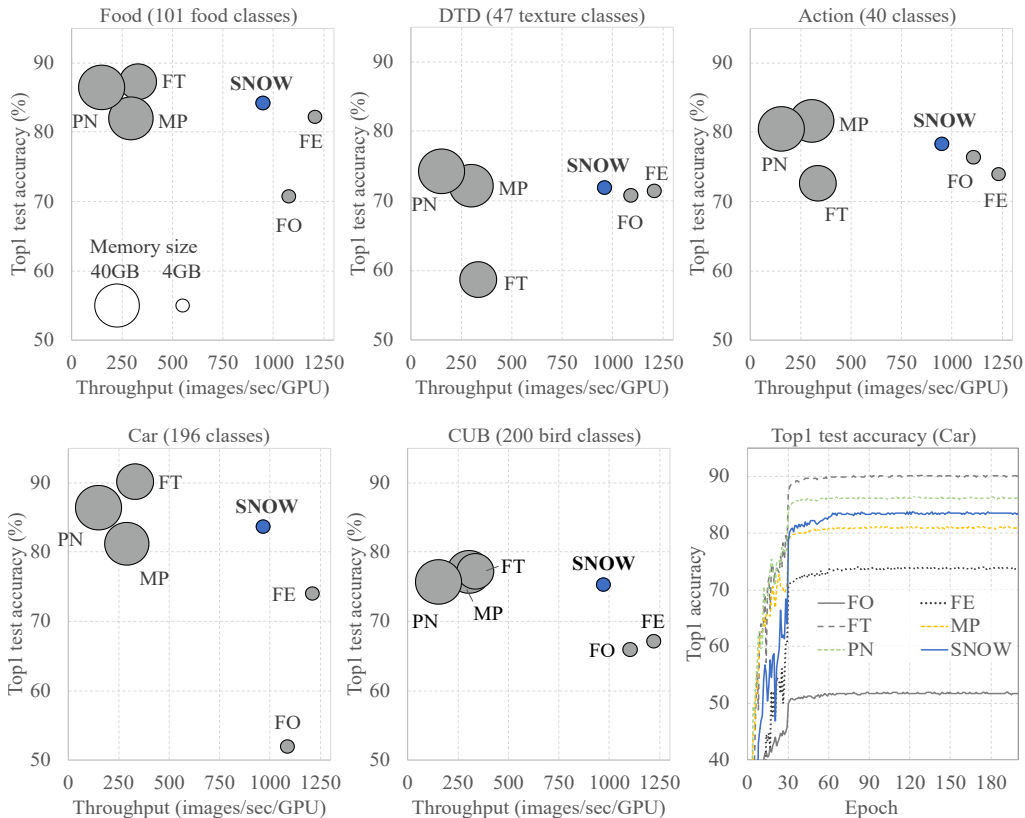 Food (101 food classes)
Top1 test accuracy (%)
90
80
70
60
50
FT
PN
MP
SNOW
FE
FO
Memory size
40GB
4GB
0
250
500
750
1000
1250
Throughput (images/sec/GPU)
DTD (47 texture classes)
Top1 test accuracy (%)
90
80
70
60
50
PN
MP
FT
SNOW
FE
FO
0
250
500
750
1000
1250
Throughput (images/sec/GPU)
Action (40 classes)
Top1 test accuracy (%)
90
80
70
60
50
MP
PN
FT
SNOW
FO
FE
0
250
500
750
1000
1250
Throughput (images/sec/GPU)
Car (196 classes)
Top1 test accuracy (%)
90
80
70
60
50
FT
PN
MP
SNOW
FE
FO
0
250
500
750
1000
1250
Throughput (images/sec/GPU)
CUB (200 bird classes)
Top1 test accuracy (%)
90
80
70
60
50
FT
PN
MP
SNOW
FE
FO
0
250
500
750
1000
1250
Throughput (images/sec/GPU)
Top1 test accuracy (Car)
Top1 accuracy
90
80
70
60
50
40
FO
FE
FT
MP
PN
SNOW
0
30
60
90
120
150
180
Epoch